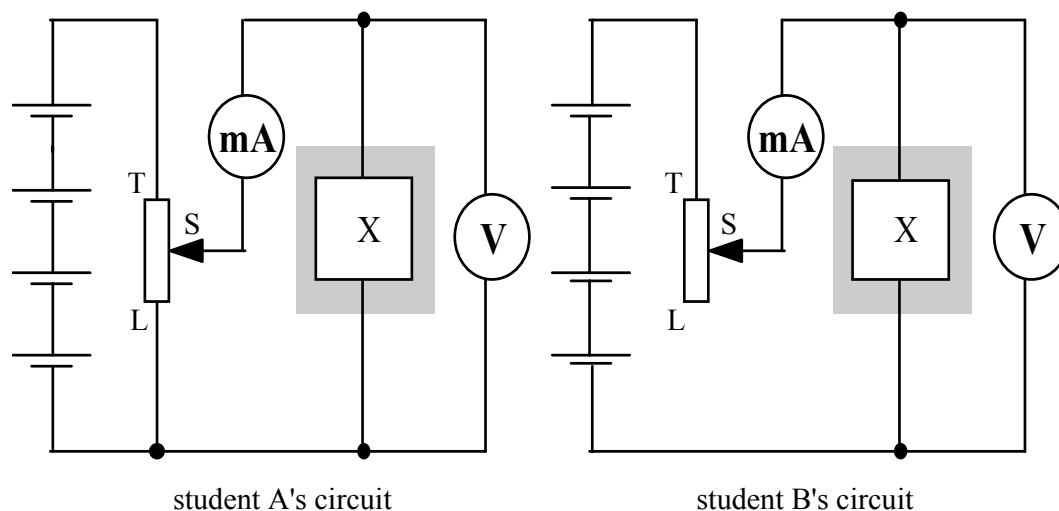 mA mA
T T
S X V S X V
L L
student A's circuit student B's circuit